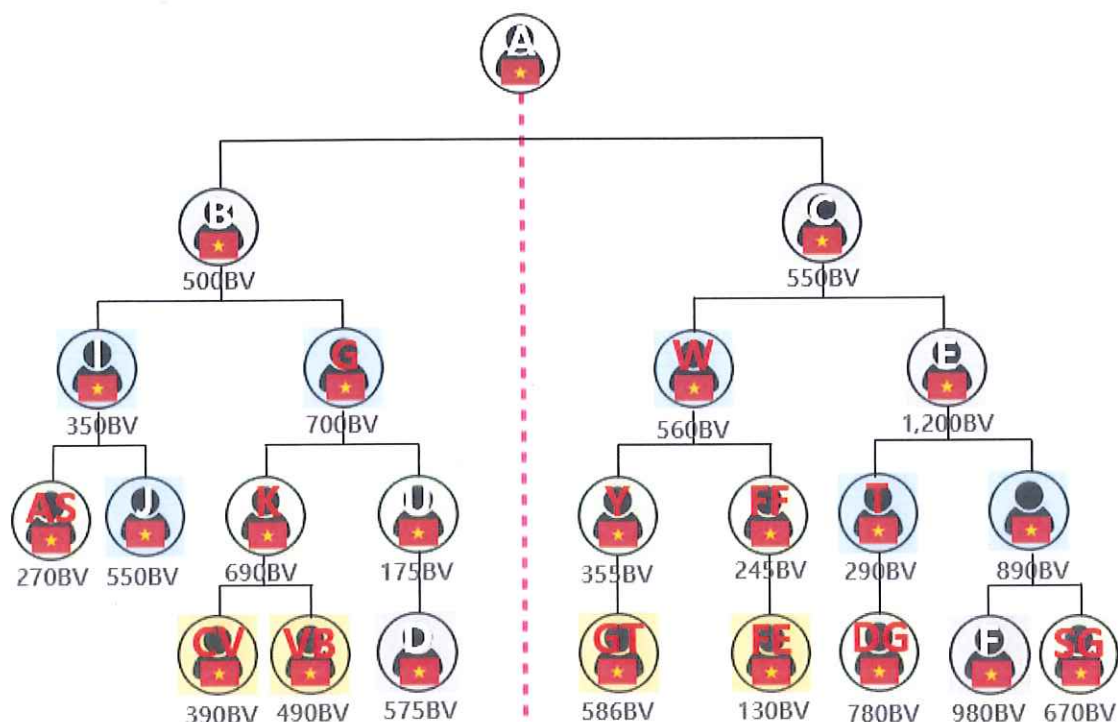 A
B
C
500BV
550BV
I
G
W
E
350BV
700BV
560BV
1,200BV
AS
J
K
U
Y
FF
T
270BV
550BV
690BV
175BV
355BV
245BV
290BV
890BV
CV
VB
D
GT
FE
DG
F
SG
390BV
490BV
575BV
586BV
130BV
780BV
980BV
670BV